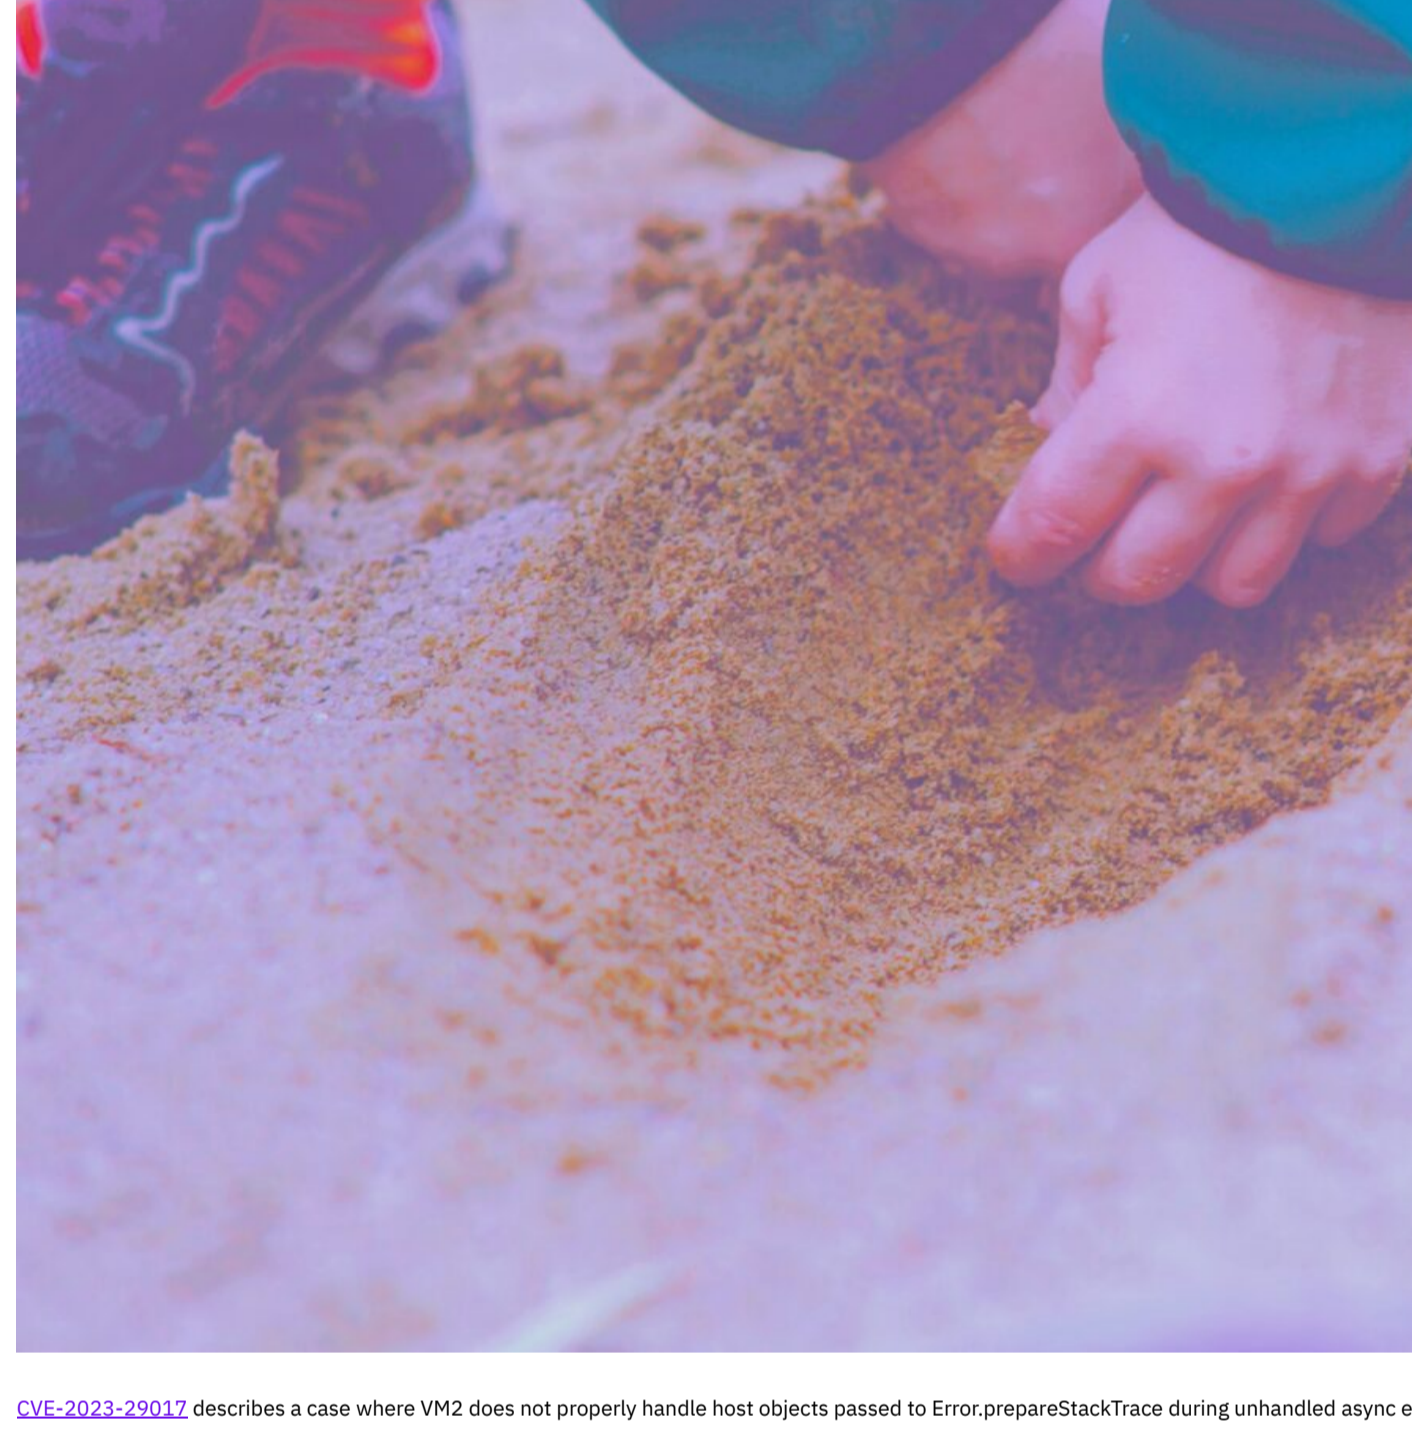 CVE-2023-29017 describes a case where VM2 does not properly handle host objects passed to Error.prepareStackTrace during unhandled async e